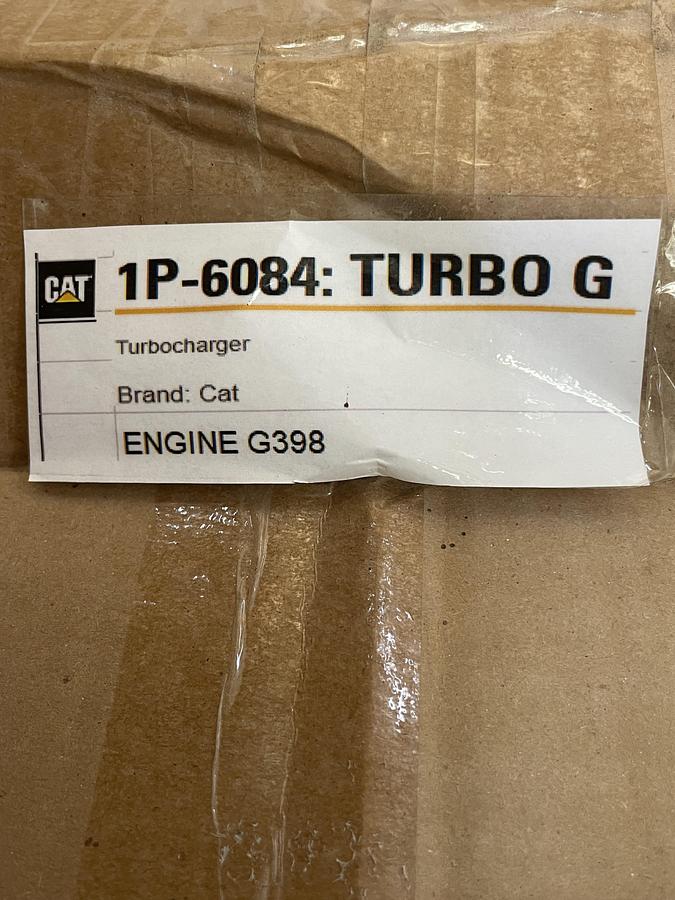 CAT
1P-6084: TURBO G
Turbocharger
Brand: Cat
ENGINE G398